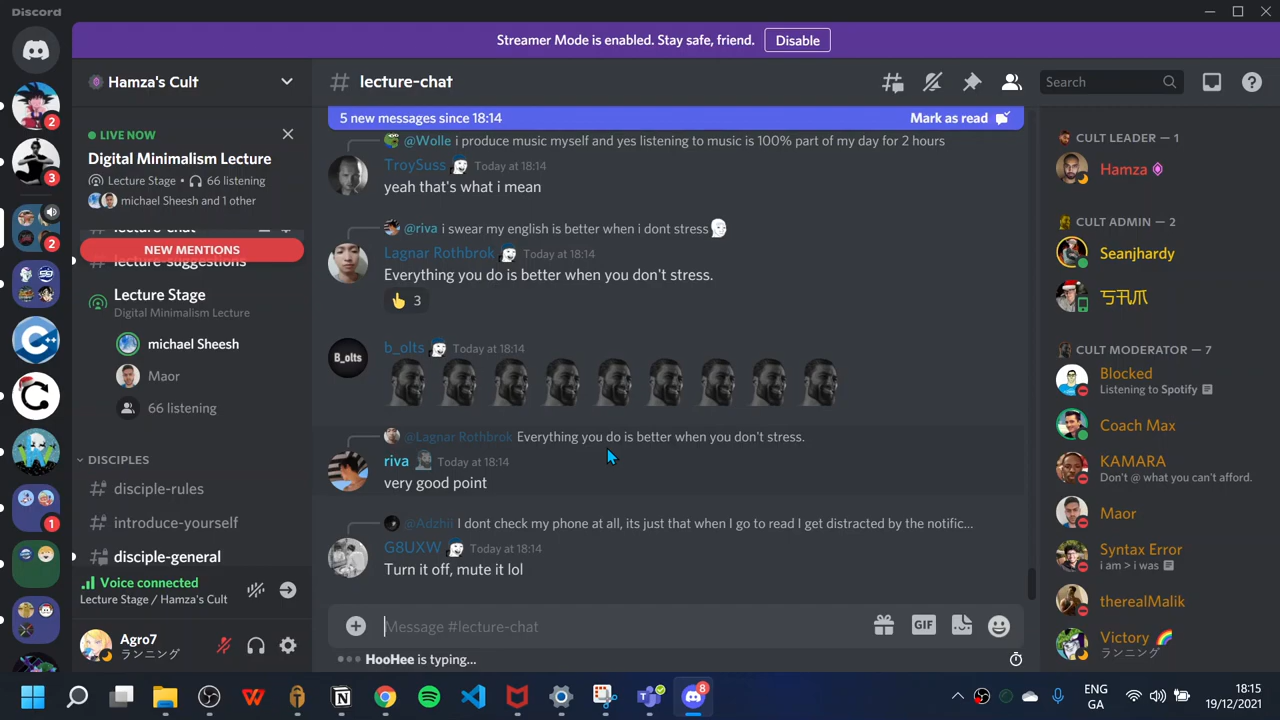 Discord
Streamer Mode is enabled. Stay safe, friend.
Disable
Hamza's Cult
LIVE NOW
Digital Minimalism Lecture
Lecture Stage • 66 listening
michael Sheesh and 1 other
NEW MENTIONS
lecture-suggestions
Lecture Stage
Digital Minimalism Lecture
michael Sheesh
Maor
66 listening
DISCIPLES
disciple-rules
introduce-yourself
disciple-general
Voice connected
Lecture Stage / Hamza's Cult
Agro7
ランニング
2
3
2
1
lecture-chat
Search
5 new messages since 18:14
Mark as read
@Wolle i produce music myself and yes listening to music is 100% part of my day for 2 hours
TroySuss Today at 18:14
yeah that's what i mean
@riva i swear my english is better when i dont stress
Lagnar Rothbrok Today at 18:14
Everything you do is better when you don't stress.
3
B_olts
b_olts Today at 18:14
@Lagnar Rothbrok Everything you do is better when you don't stress.
riva Today at 18:14
very good point
@Adzhii I dont check my phone at all, its just that when I go to read I get distracted by the notific...
G8UXW Today at 18:14
Turn it off, mute it lol
Message #lecture-chat
GIF
HooHee is typing...
CULT LEADER — 1
Hamza
CULT ADMIN — 2
Seanjhardy
CULT MODERATOR — 7
Blocked
Listening to Spotify
Coach Max
KAMARA
Don't @ what you can't afford.
Maor
Syntax Error
i am > i was
therealMalik
Victory
ランニング
8
ENG
GA
18:15
19/12/2021